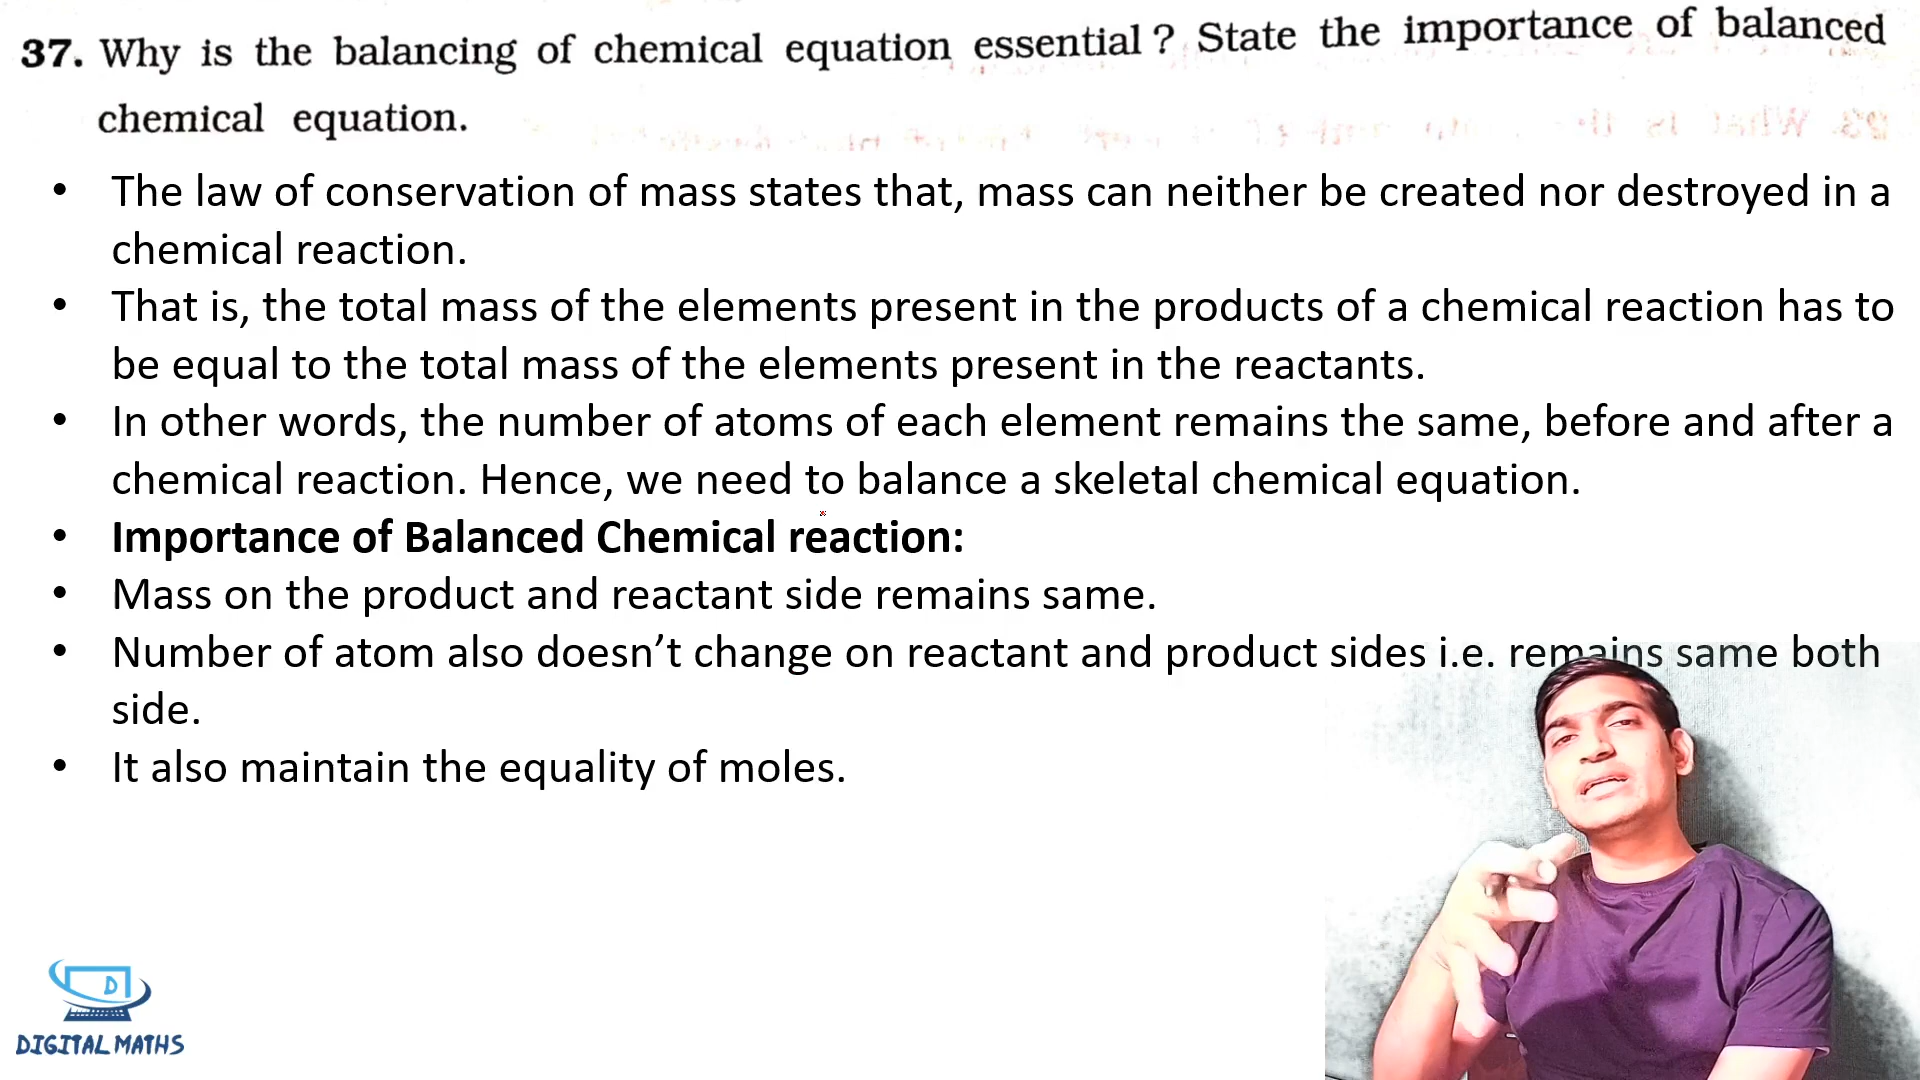 37. Why is the balancing of chemical equation essential ? State the importance of balanced
chemical equation.
• The law of conservation of mass states that, mass can neither be created nor destroyed in a
chemical reaction.
• That is, the total mass of the elements present in the products of a chemical reaction has to
be equal to the total mass of the elements present in the reactants.
• In other words, the number of atoms of each element remains the same, before and after a
chemical reaction. Hence, we need to balance a skeletal chemical equation.
• Importance of Balanced Chemical reaction:
• Mass on the product and reactant side remains same.
• Number of atom also doesn’t change on reactant and product sides i.e. remains same both
side.
• It also maintain the equality of moles.
D
DIGITAL MATHS